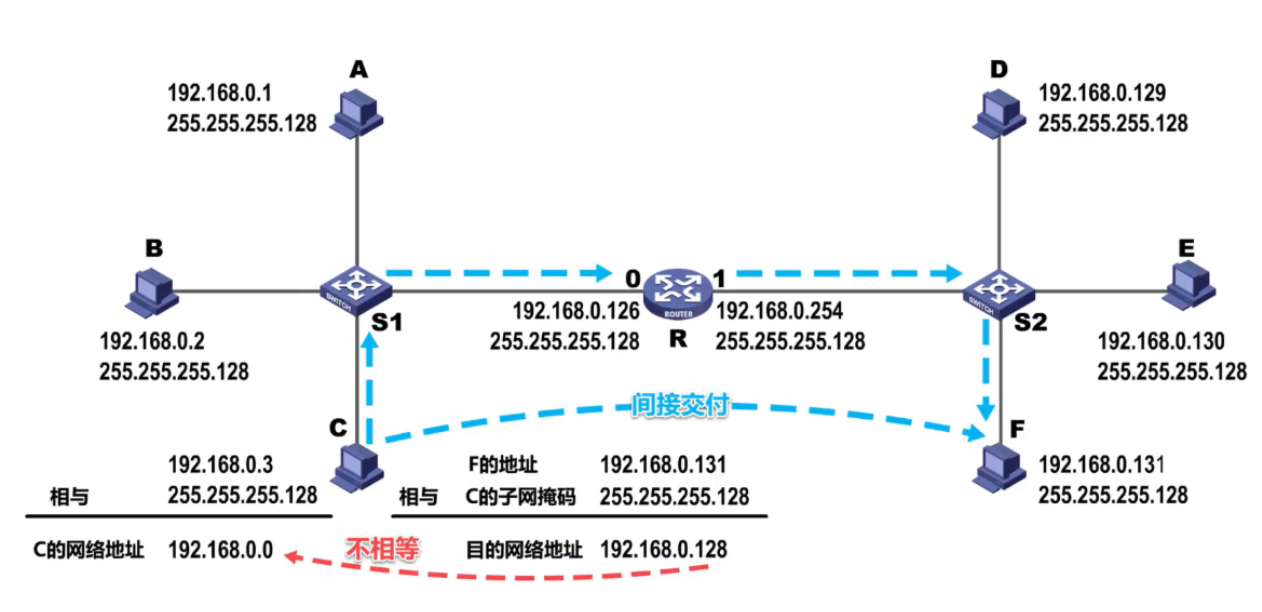 A
192.168.0.1
255.255.255.128
D
192.168.0.129
255.255.255.128
B
192.168.0.2
255.255.255.128
SWITCH
S1
0
1
192.168.0.126
255.255.255.128
ROUTER
R
192.168.0.254
255.255.255.128
SWITCH
S2
E
192.168.0.130
255.255.255.128
间接交付
C
192.168.0.3
相与 255.255.255.128
C的网络地址 192.168.0.0
F的地址 192.168.0.131
相与 C的子网掩码 255.255.255.128
不相等
目的网络地址 192.168.0.128
F
192.168.0.131
255.255.255.128